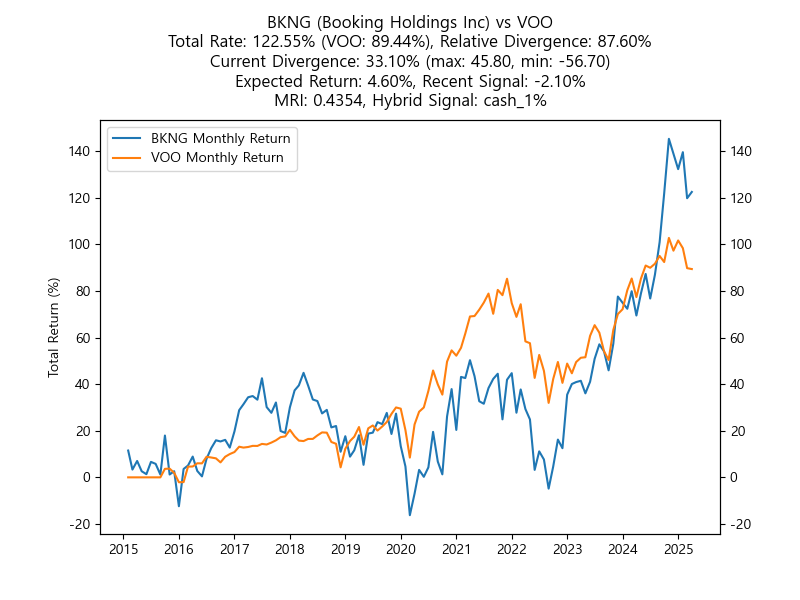 BKNG (Booking Holdings Inc) vs VOO
Total Rate: 122.55% (VOO: 89.44%), Relative Divergence: 87.60%
Current Divergence: 33.10% (max: 45.80, min: -56.70)
Expected Return: 4.60%, Recent Signal: -2.10%
MRI: 0.4354, Hybrid Signal: cash_1%
BKNG Monthly Return
VOO Monthly Return
Total Return (%)
140
120
100
80
60
40
20
0
-20
140
120
100
80
60
40
20
0
-20
2015 2016 2017 2018 2019 2020 2021 2022 2023 2024 2025